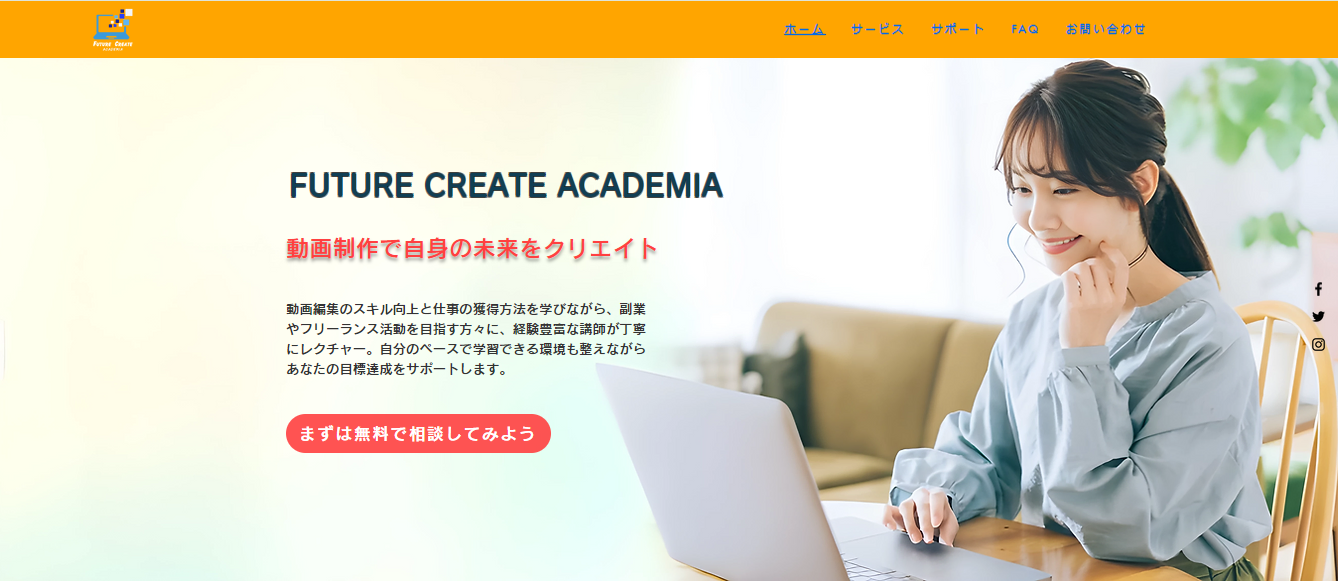 FUTURE CREATE
ACADEMIA
ホーム サービス サポート FAQ お問い合わせ
FUTURE CREATE ACADEMIA
動画制作で自身の未来をクリエイト
動画編集のスキル向上と仕事の獲得方法を学びながら、副業
やフリーランス活動を目指す方々に、経験豊富な講師が丁寧
にレクチャー。自分のペースで学習できる環境も整えながら
あなたの目標達成をサポートします。
まずは無料で相談してみよう